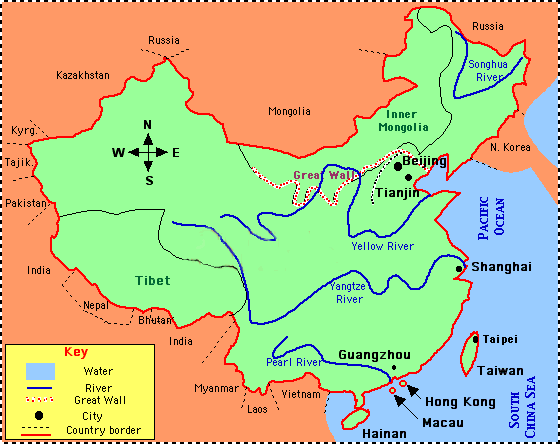 Russia
Russia
Songhua
River
Kazakhstan
Mongolia
Inner
Mongolia
N
W E
S
Kyrg.
N. Korea
Tajik.
Beijing
Great Wall
Tianjin
Pakistan
PACIFIC
OCEAN
Yellow River
India
Shanghai
Tibet
Yangtze
River
Nepal
Bhutan
India
Taipei
Key
Guangzhou
Pearl River
Taiwan
Water
River
Great Wall
City
Country border
Myanmar
Vietnam
Laos
Hong Kong
Macau
Hainan
SOUTH
CHINA SEA